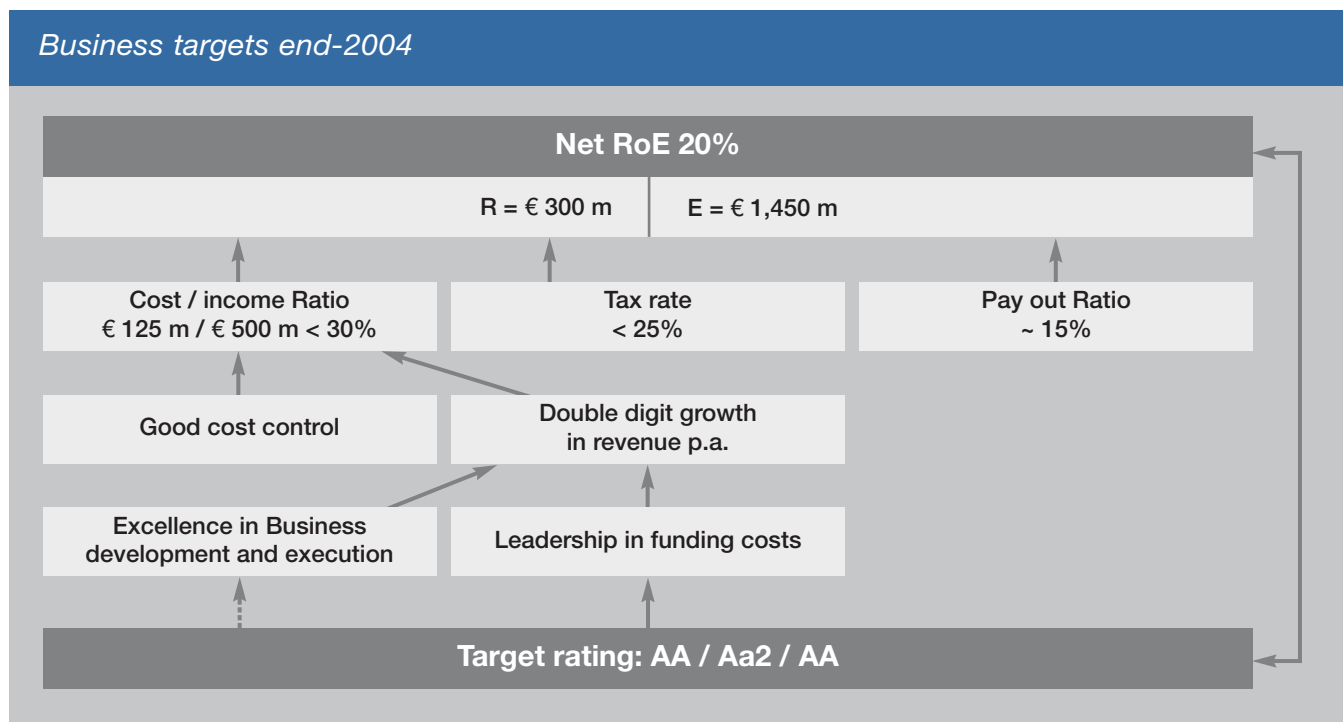 Business targets end-2004
Net RoE 20%
R = € 300 m
E = € 1,450 m
Cost / income Ratio
€ 125 m / € 500 m < 30%
Tax rate
< 25%
Pay out Ratio
~ 15%
Good cost control
Double digit growth
in revenue p.a.
Excellence in Business
development and execution
Leadership in funding costs
Target rating: AA / Aa2 / AA